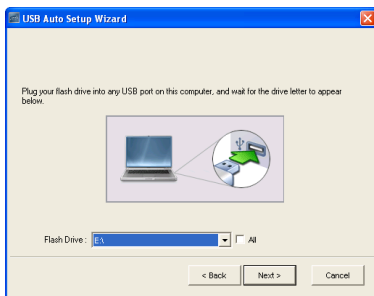 USB Auto Setup Wizard
Plug your flash drive into any USB port on this computer, and wait for the drive letter to appear
below.
Flash Drive : E:\ All
< Back Next > Cancel